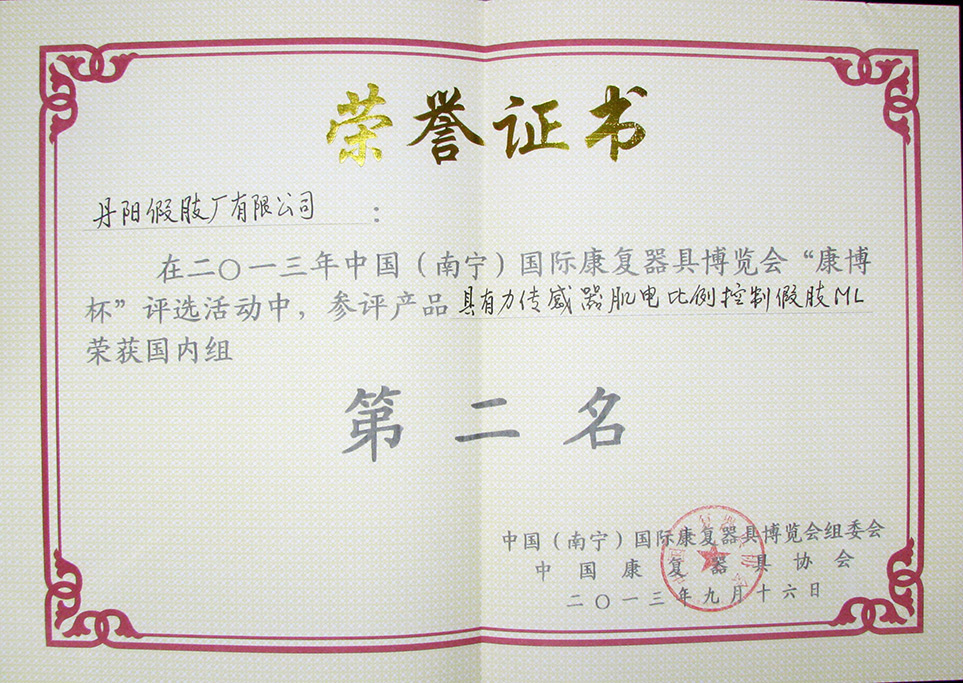 荣誉证书
丹阳假肢厂有限公司:
在二〇一三年中国(南宁)国际康复器具博览会“康博
杯”评选活动中,参评产品具有力传感器肌电比例控制假肢ML
荣获国内组
第二名
中国(南宁)国际康复器具博览会组委会
中国康复器具协会
二〇一三年九月十六日